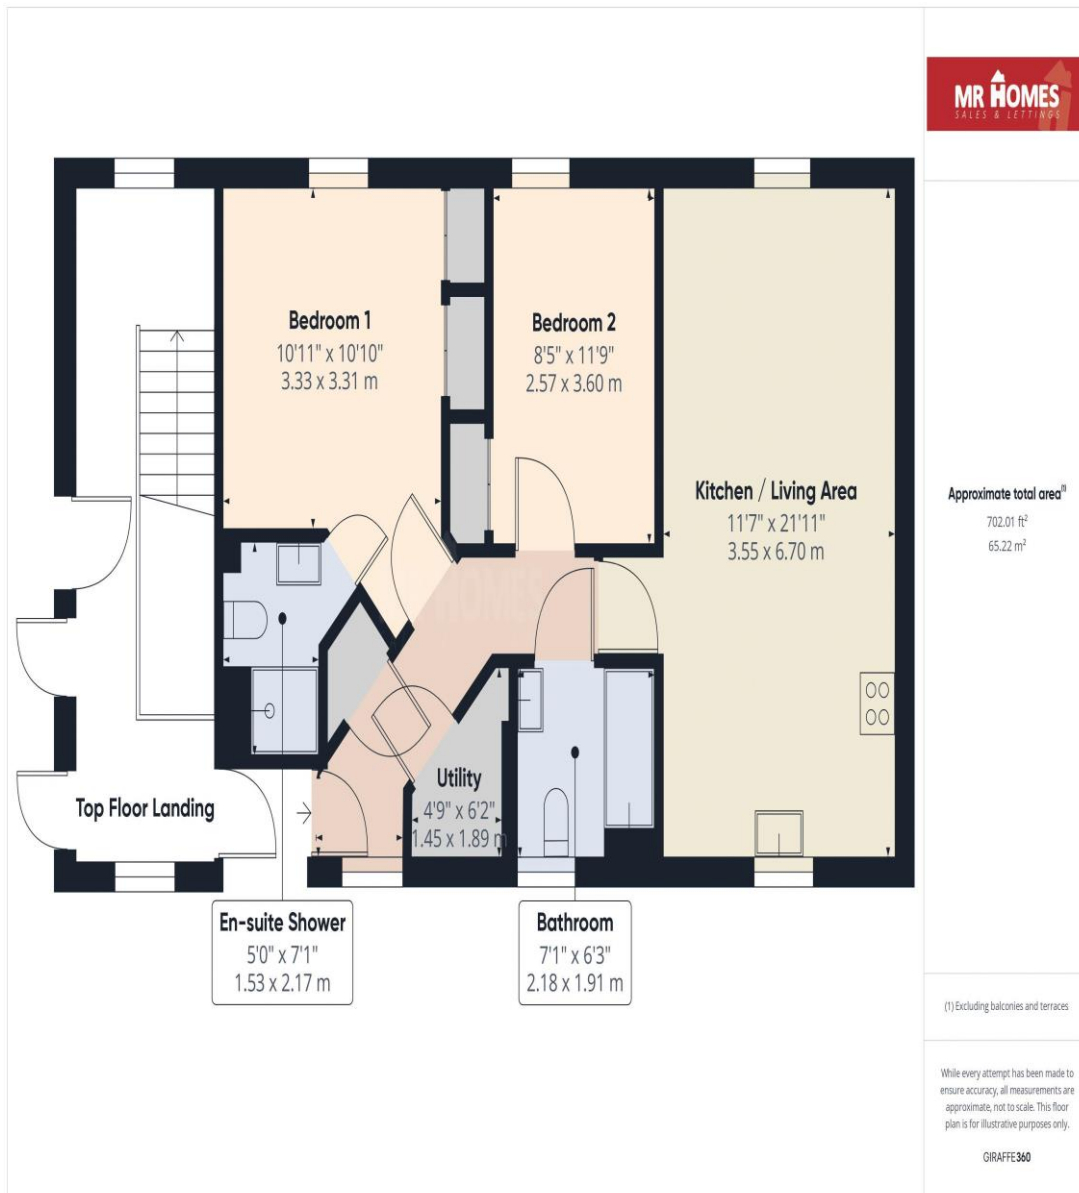 MR HOMES
SALES & LETTINGS
Bedroom 1
10'11" x 10'10"
3.33 x 3.31 m
Bedroom 2
8'5" x 11'9"
2.57 x 3.60 m
Kitchen / Living Area
11'7" x 21'11"
3.55 x 6.70 m
Approximate total area(1)
702.01 ft²
65.22 m²
HOMES
Utility
4'9" x 6'2"
1.45 x 1.89 m
Top Floor Landing
En-suite Shower
5'0" x 7'1"
1.53 x 2.17 m
Bathroom
7'1" x 6'3"
2.18 x 1.91 m
(1) Excluding balconies and terraces
While every attempt has been made to
ensure accuracy, all measurements are
approximate, not to scale. This floor
plan is for illustrative purposes only.
GIRAFFE360